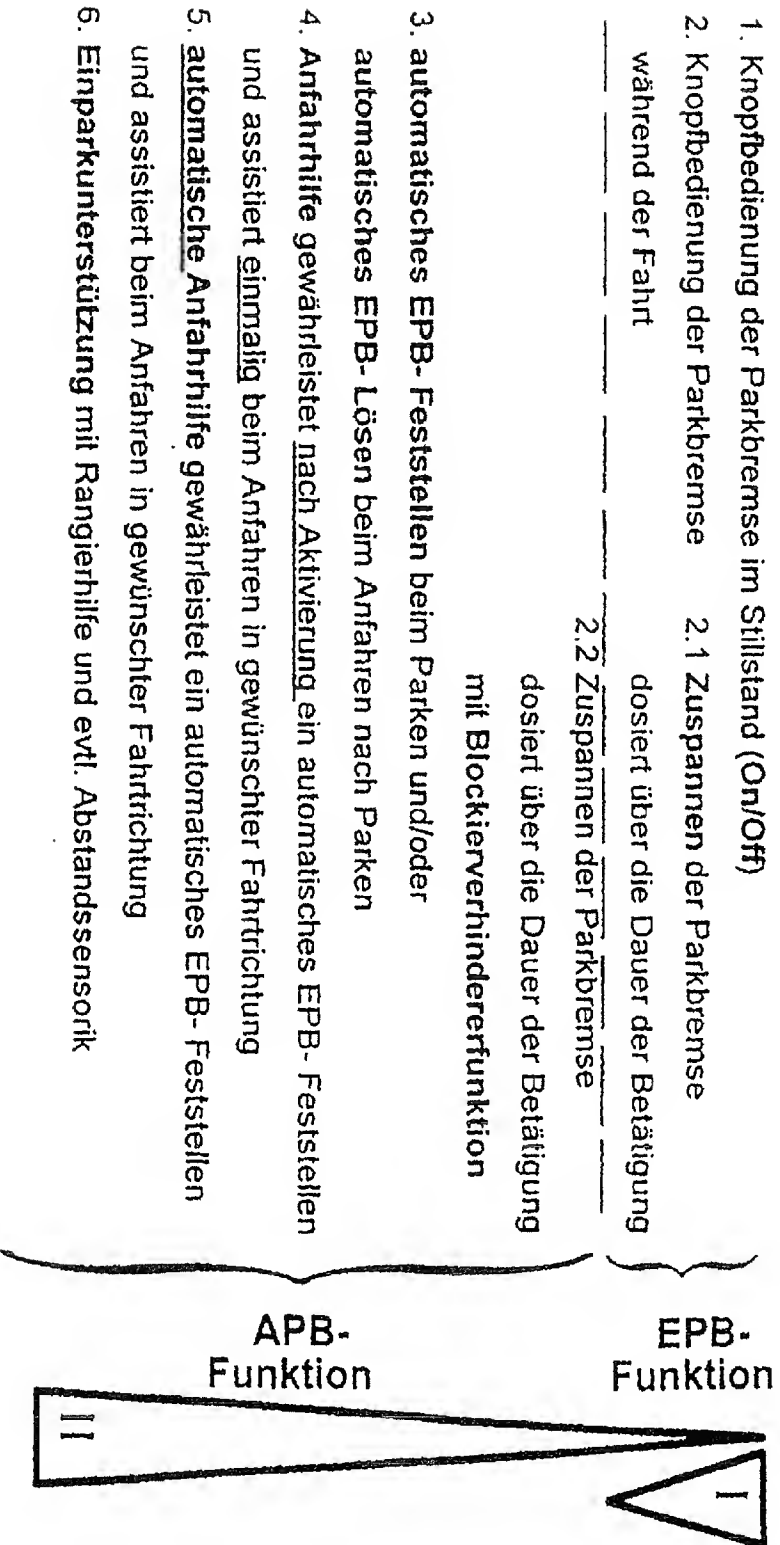 1. Knopfbedienung der Parkbremse im Stillstand (On/Off)
2. Knopfbedienung der Parkbremse 2.1 Zuspannen der Parkbremse
während der Fahrt dosiert über die Dauer der Betätigung
2.2 Zuspannen der Parkbremse
dosiert über die Dauer der Betätigung
mit Blockierverhindererfunktion
3. automatisches EPB- Feststellen beim Parken und/oder
automatisches EPB- Lösen beim Anfahren nach Parken
4. Anfahrhilfe gewährleistet nach Aktivierung ein automatisches EPB- Feststellen
und assistiert einmalig beim Anfahren in gewünschter Fahrtrichtung
5. automatische Anfahrhilfe gewährleistet ein automatisches EPB- Feststellen
und assistiert beim Anfahren in gewünschter Fahrtrichtung
6. Einparkunterstützung mit Rangierhilfe und evtl. Abstandssensorik
EPB-
Funktion
APB-
Funktion
I
II